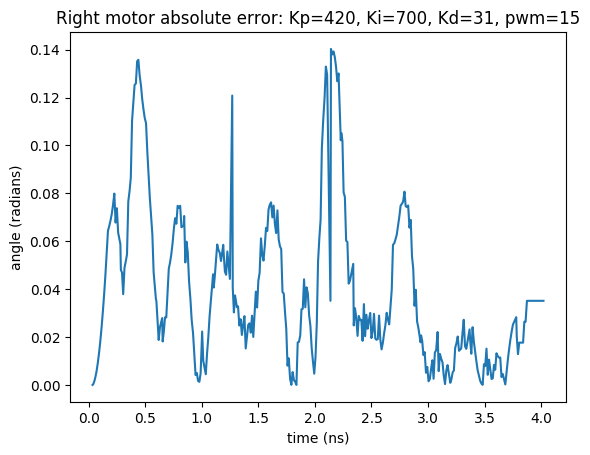 Right motor absolute error: Kp=420, Ki=700, Kd=31, pwm=15
angle (radians)
0.14
0.12
0.10
0.08
0.06
0.04
0.02
0.00
0.0 0.5 1.0 1.5 2.0 2.5 3.0 3.5 4.0
time (ns)